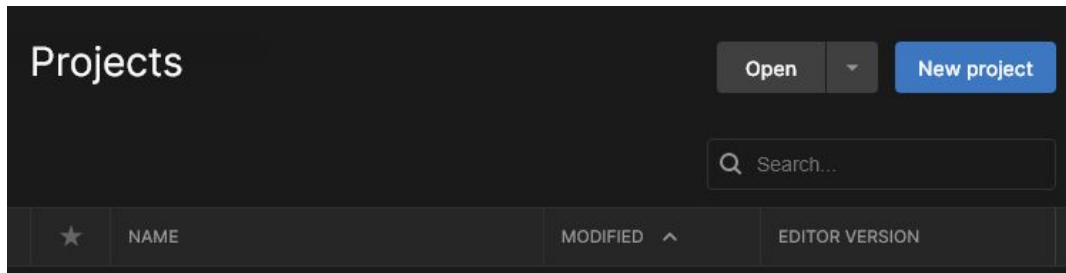 Projects
Open
New project
Search...
NAME
MODIFIED
EDITOR VERSION